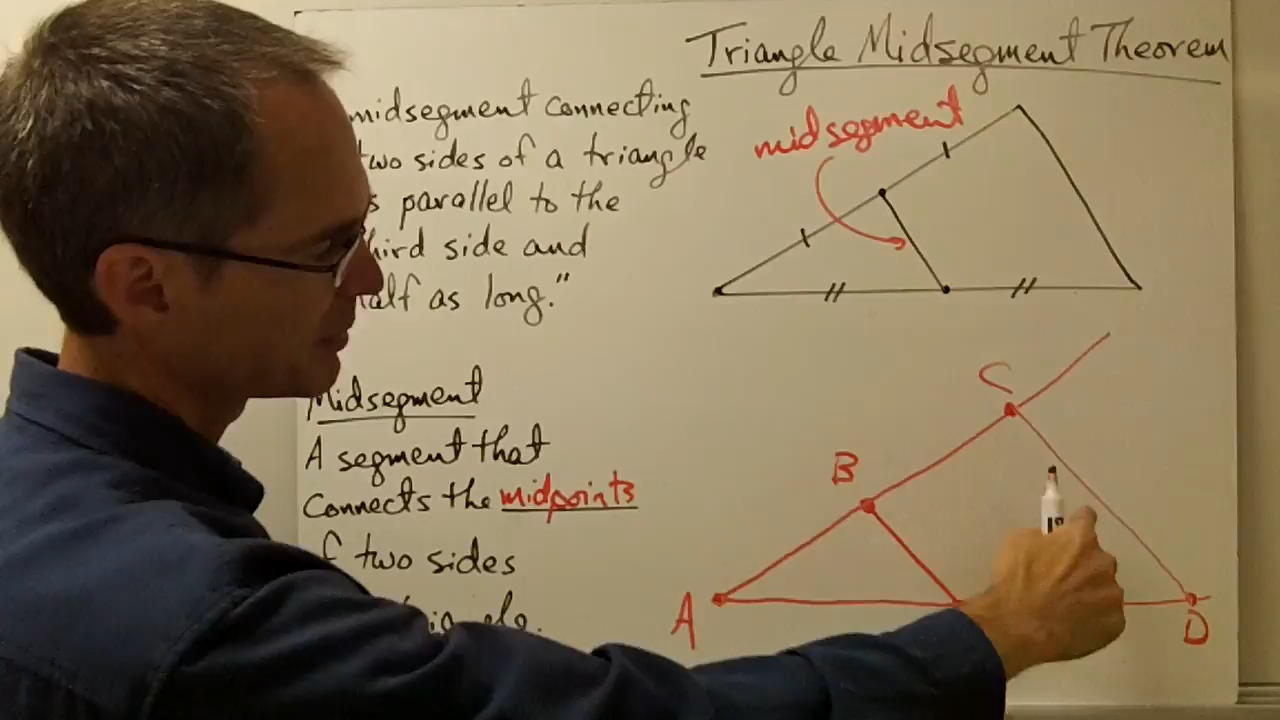 Triangle Midsegment Theorem
midsegment connecting
two sides of a triangle
parallel to the
third side and
half as long."
midsegment
Midsegment
A segment that
Connects the midpoints
two sides
C
B
A
D